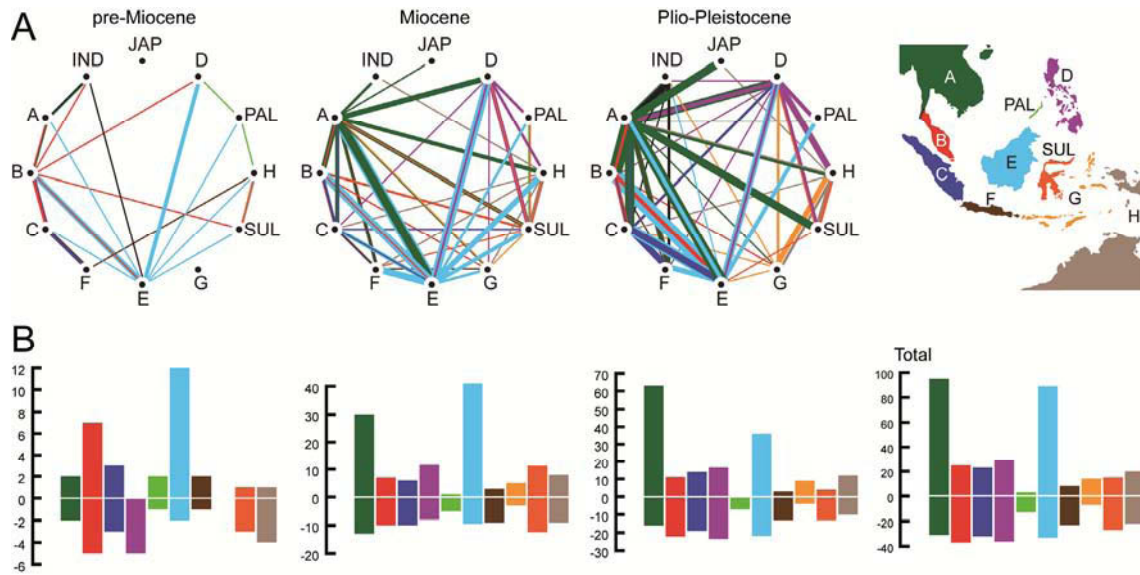 A
pre-Miocene
Miocene
Plio-Pleistocene
IND
JAP
D
PAL
H
SUL
G
E
F
C
B
A
IND
JAP
D
PAL
H
SUL
G
E
F
C
B
A
IND
JAP
D
PAL
H
SUL
G
E
F
C
B
A
A
B
C
PAL
D
E
SUL
F
G
H
B
Total
12
10
8
6
4
2
0
-2
-4
-6
40
30
20
10
0
-10
-20
70
60
50
40
30
20
10
0
-10
-20
-30
100
80
60
40
20
0
-20
-40